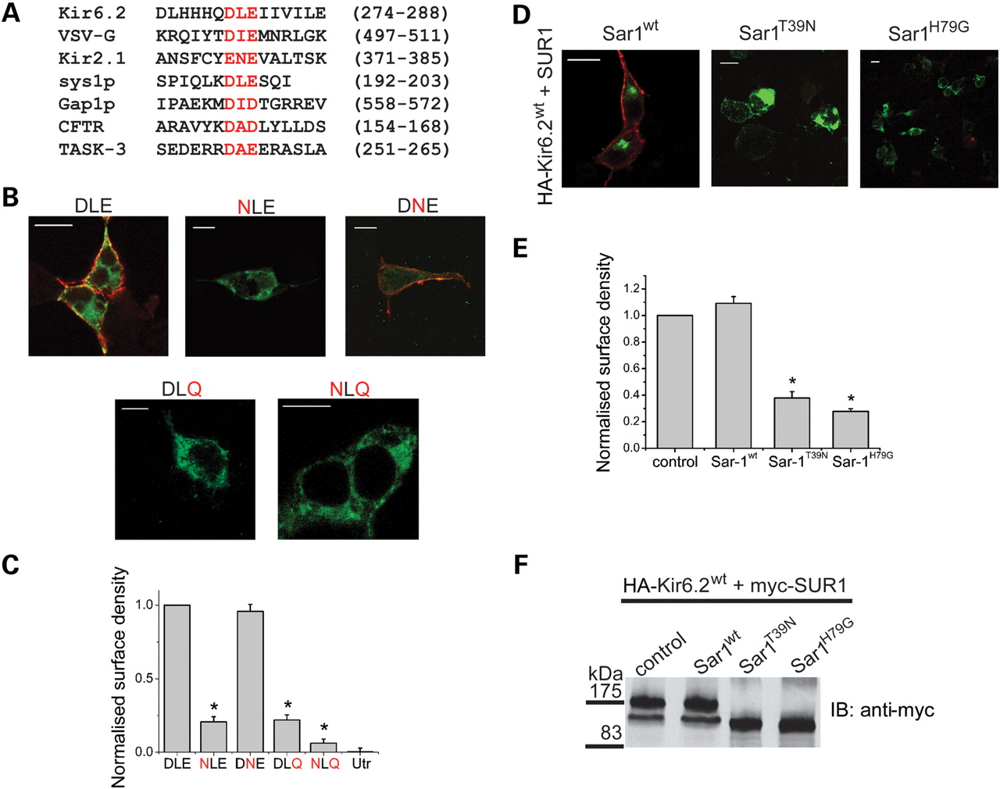 A
Kir6.2 DLHHHQDLEIIVILE (274-288)
VSV-G KRQIYTDIEMNRLGK (497-511)
Kir2.1 ANSFCYENEVALTSK (371-385)
sys1p SPIQLKDLESQI (192-203)
Gap1p IPAEKMDIDTGRREV (558-572)
CFTR ARAVYKDADLYLLDS (154-168)
TASK-3 SEDERRDAEERASLA (251-265)
B
DLE NLE DNE
DLQ NLQ
C
Normalised surface density
1.0
0.5
0.0
* * *
DLE NLE DNE DLQ NLQ Utr
D
Sar1wt Sar1T39N Sar1H79G
HA-Kir6.2wt + SUR1
E
Normalised surface density
1.2
1.0
0.8
0.6
0.4
0.2
0.0
* *
control Sar-1wt Sar-1T39N Sar-1H79G
F
HA-Kir6.2wt + myc-SUR1
control Sar1wt Sar1T39N Sar1H79G
kDa
175
83
IB: anti-myc